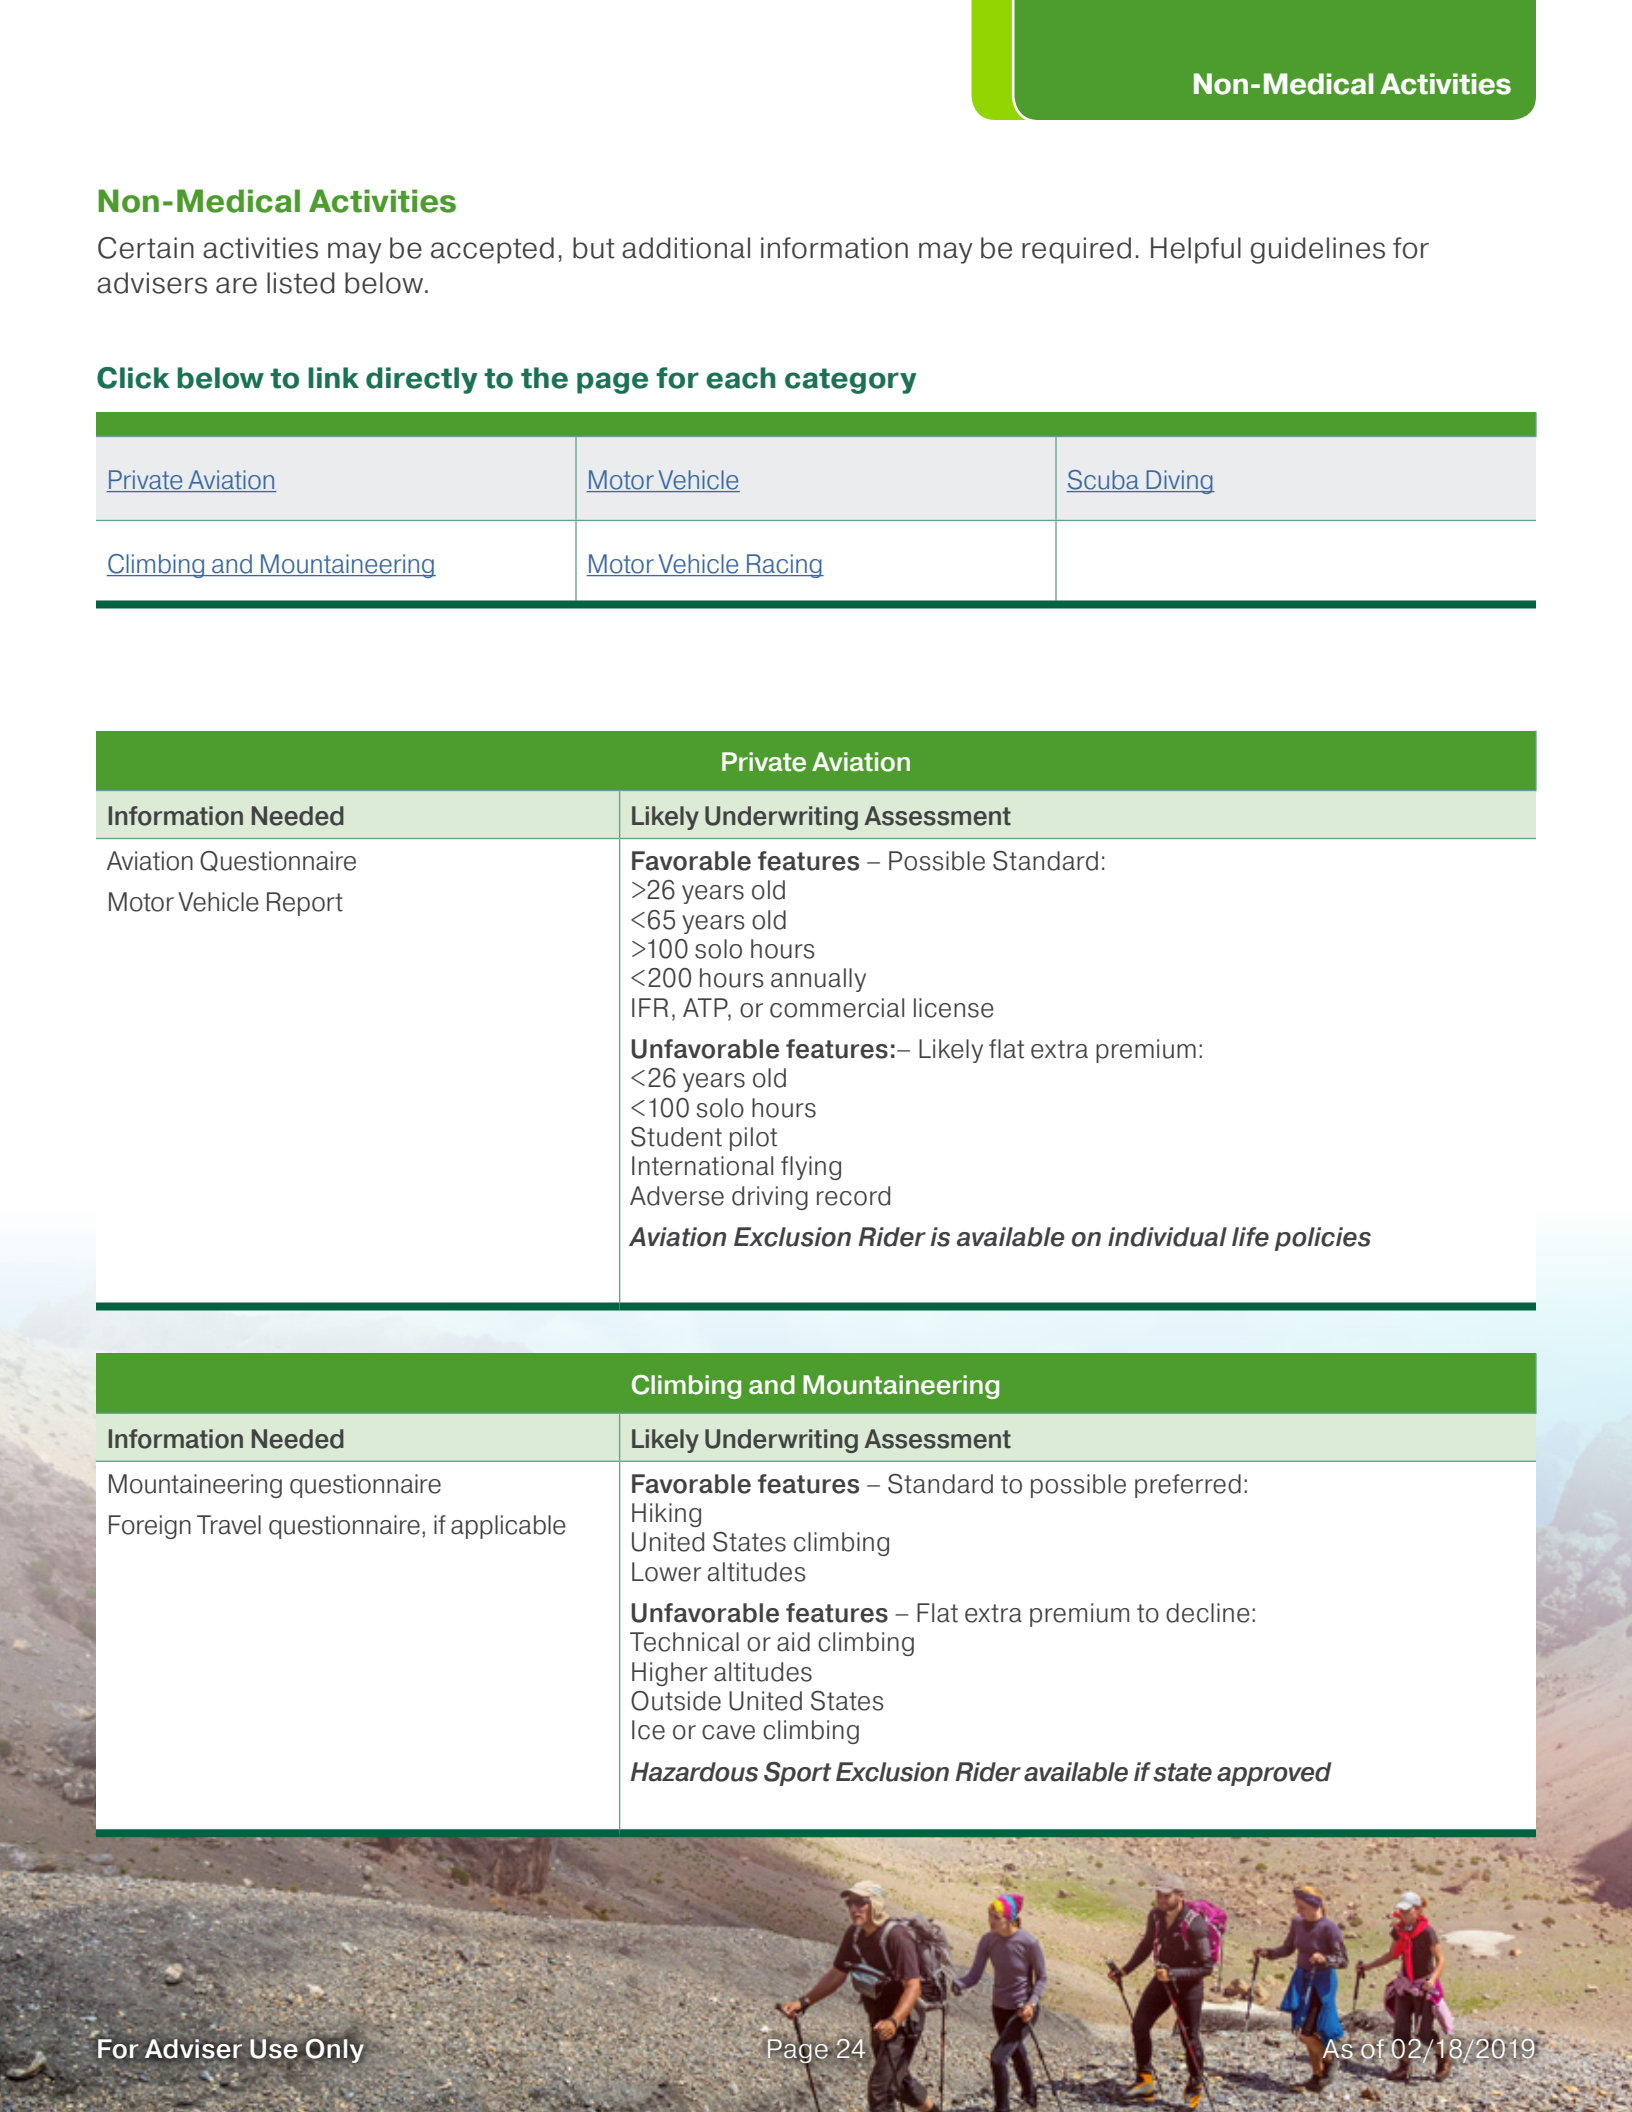 Non-Medical Activities
Non-Medical Activities
Certain activities may be accepted, but additional information may be required. Helpful guidelines for
advisers are listed below.
Click below to link directly to the page for each category
Private Aviation
Motor Vehicle
Scuba Diving
Climbing and Mountaineering
Motor Vehicle Racing
Private Aviation
Information Needed
Likely Underwriting Assessment
Aviation Questionnaire
Motor Vehicle Report
Favorable features – Possible Standard:
>26 years old
<65 years old
>100 solo hours
<200 hours annually
IFR, ATP, or commercial license
Unfavorable features:– Likely flat extra premium:
<26 years old
<100 solo hours
Student pilot
International flying
Adverse driving record
Aviation Exclusion Rider is available on individual life policies
Climbing and Mountaineering
Information Needed
Likely Underwriting Assessment
Mountaineering questionnaire
Foreign Travel questionnaire, if applicable
Favorable features – Standard to possible preferred:
Hiking
United States climbing
Lower altitudes
Unfavorable features – Flat extra premium to decline:
Technical or aid climbing
Higher altitudes
Outside United States
Ice or cave climbing
Hazardous Sport Exclusion Rider available if state approved
For Adviser Use Only
Page 24
As of 02/18/2019